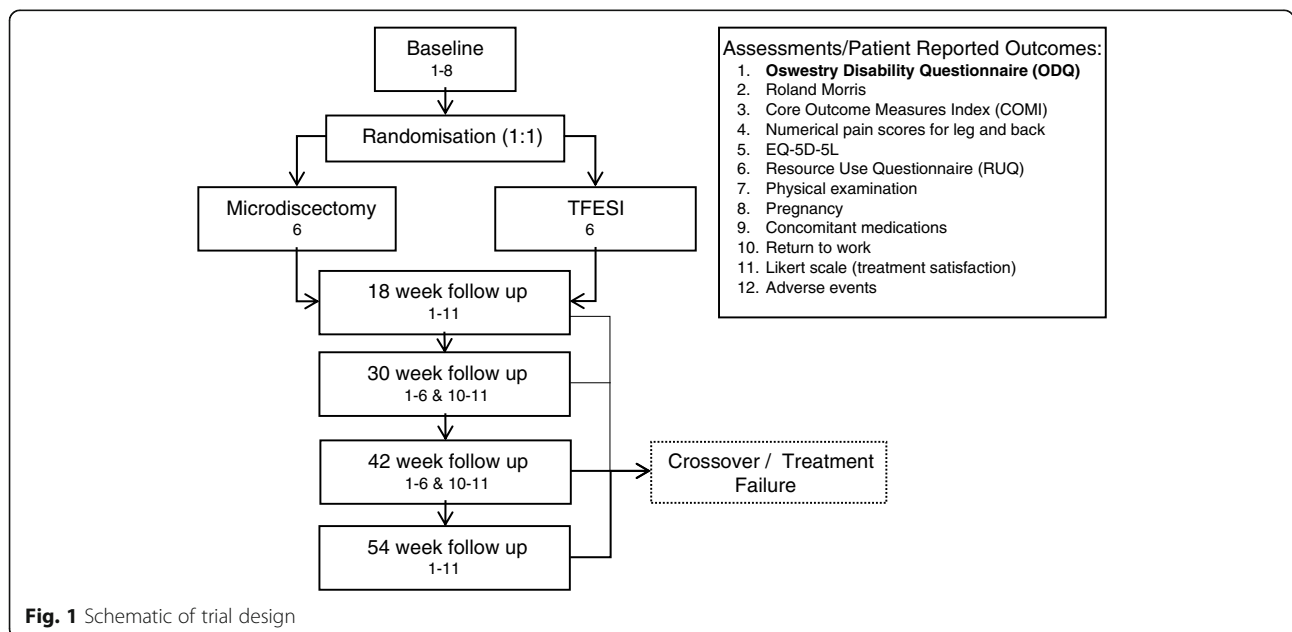 Baseline
1-8
Randomisation (1:1)
Microdiscectomy
6
TFESI
6
18 week follow up
1-11
30 week follow up
1-6 & 10-11
42 week follow up
1-6 & 10-11
54 week follow up
1-11
Crossover / Treatment
Failure
Assessments/Patient Reported Outcomes:
1. Oswestry Disability Questionnaire (ODQ)
2. Roland Morris
3. Core Outcome Measures Index (COMI)
4. Numerical pain scores for leg and back
5. EQ-5D-5L
6. Resource Use Questionnaire (RUQ)
7. Physical examination
8. Pregnancy
9. Concomitant medications
10. Return to work
11. Likert scale (treatment satisfaction)
12. Adverse events
Fig. 1 Schematic of trial design